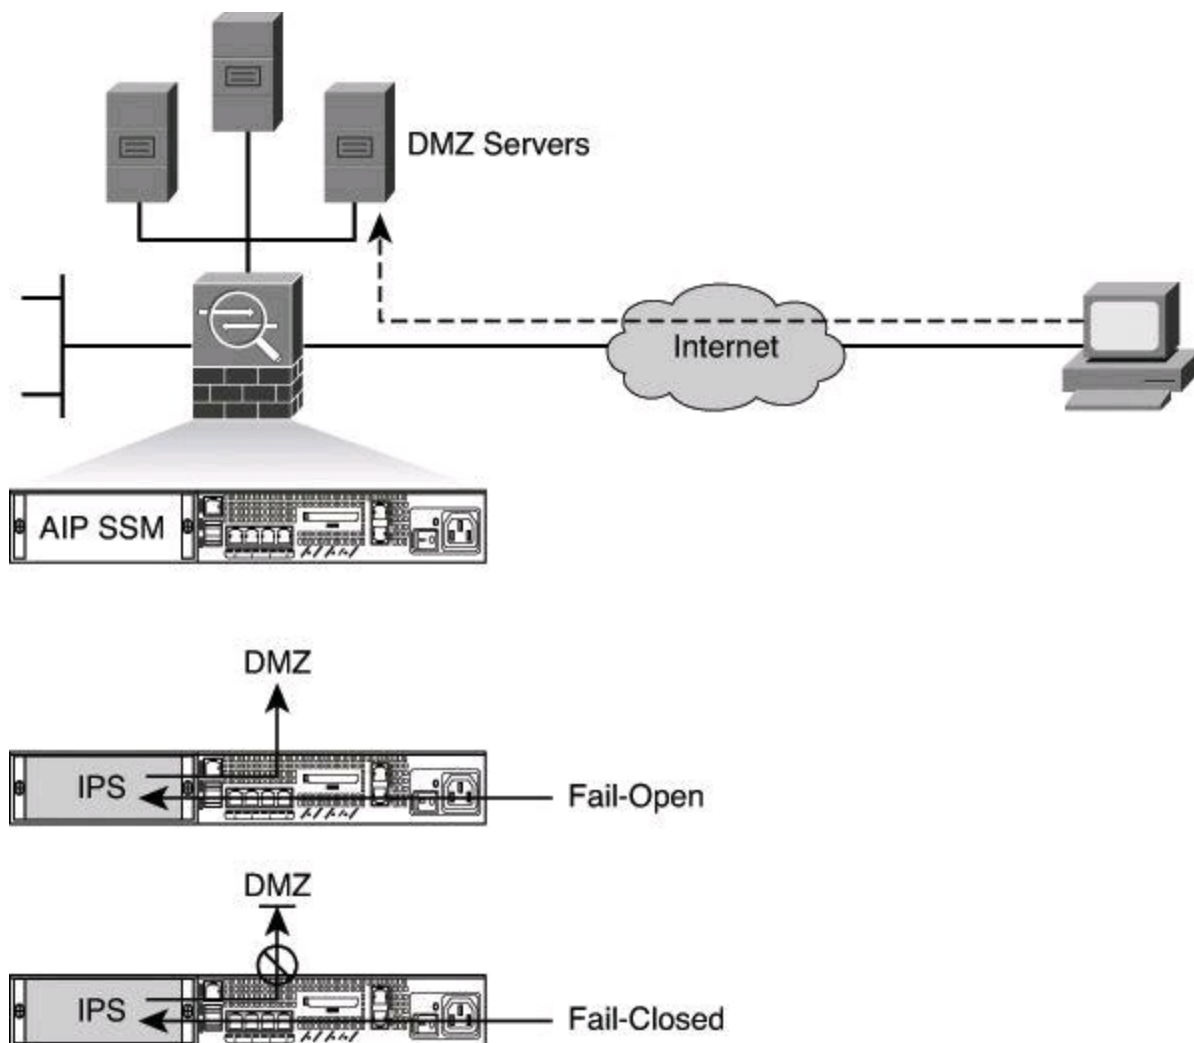 DMZ Servers
Internet
AIP SSM
DMZ
IPS
Fail-Open
DMZ
IPS
Fail-Closed